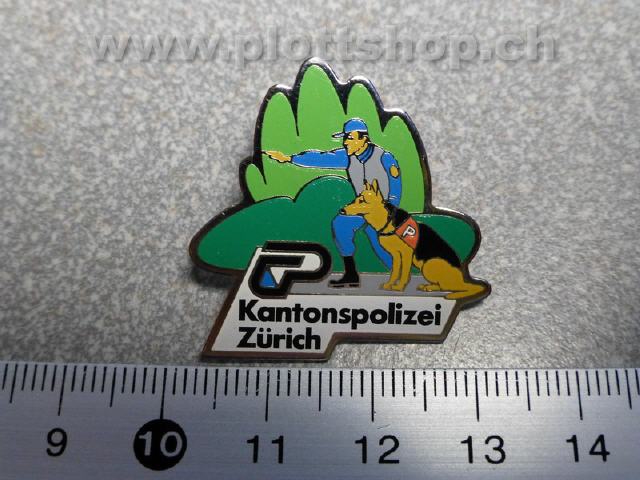 www.plottshop.ch
P
P
Kantonspolizei
Zürich
9 10 11 12 13 14